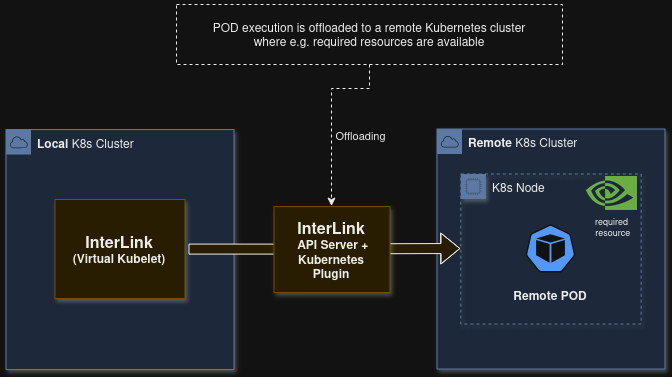 POD execution is offloaded to a remote Kubernetes cluster
where e.g. required resources are available
Offloading
Local K8s Cluster
InterLink
(Virtual Kubelet)
InterLink
API Server +
Kubernetes
Plugin
Remote K8s Cluster
K8s Node
required
resource
Remote POD